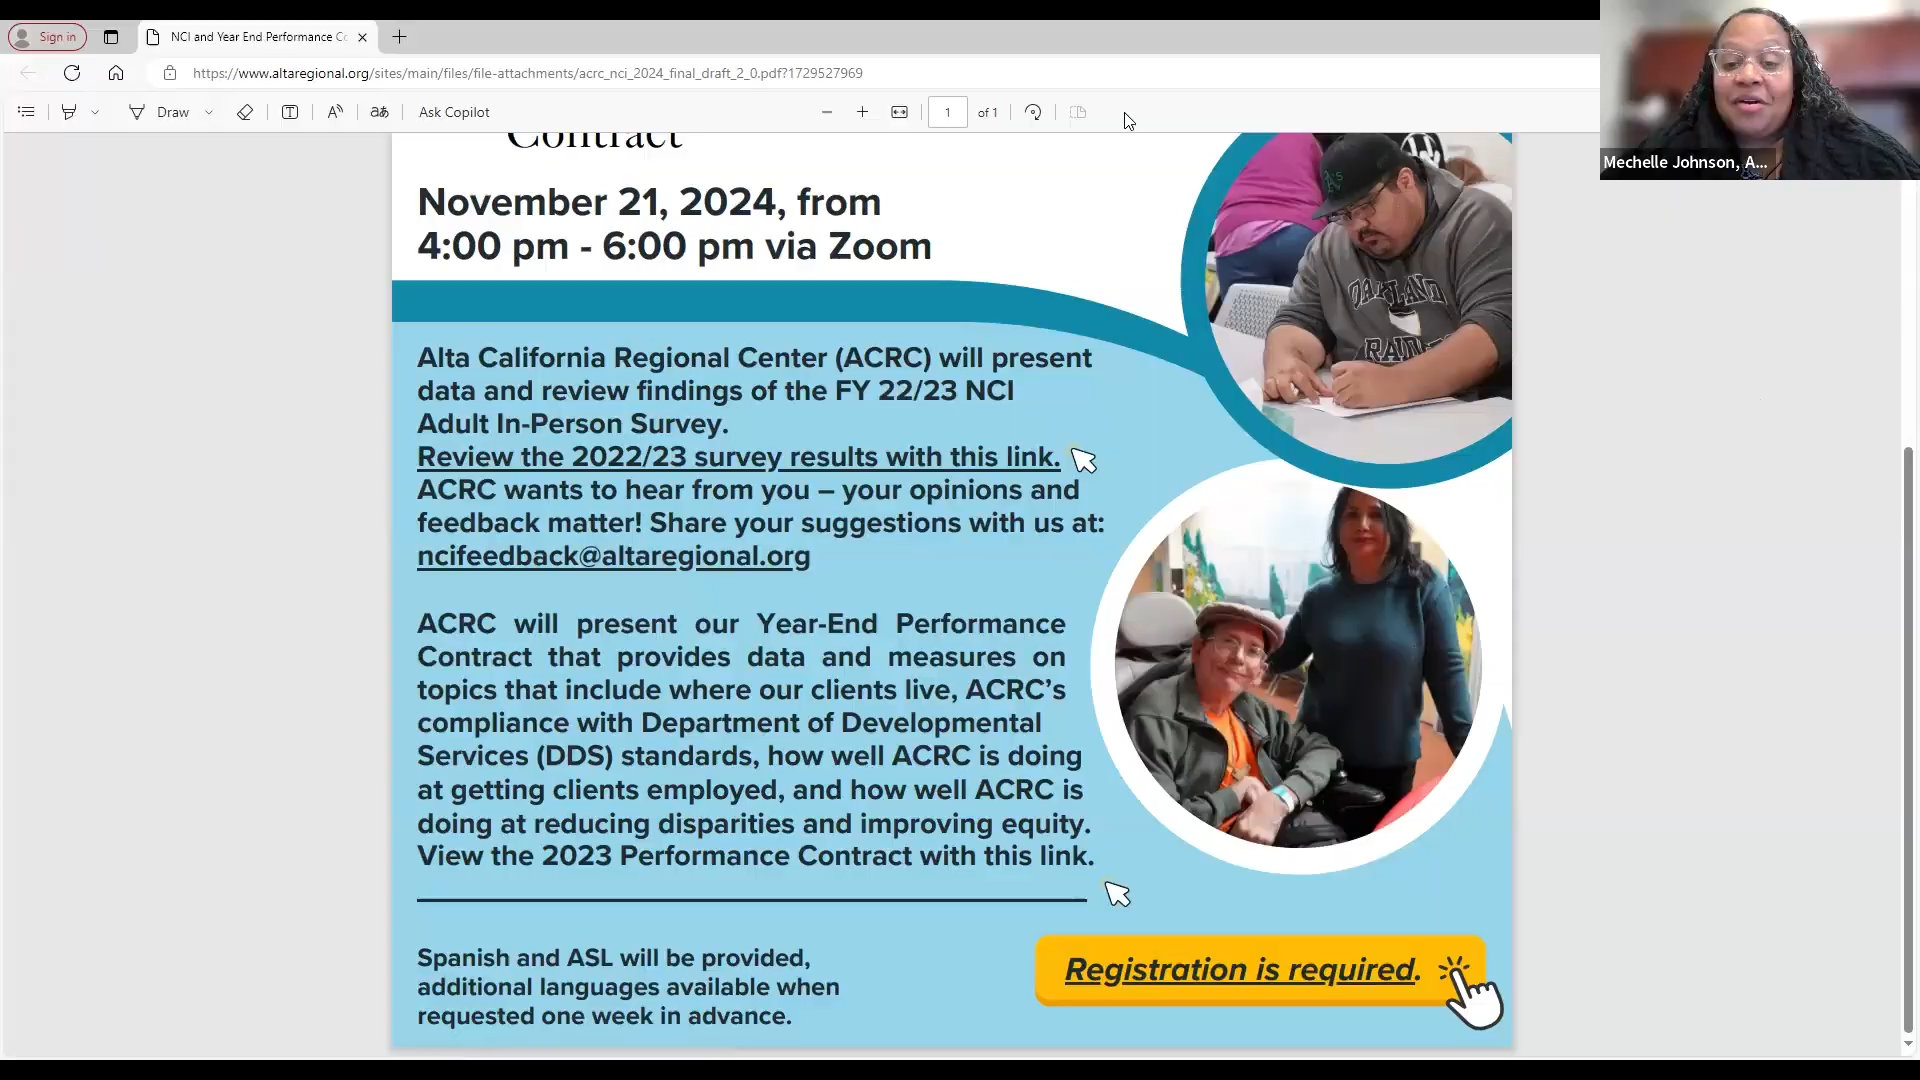 Sign in
NCI and Year End Performance Co
https://www.altaregional.org/sites/main/files/file-attachments/acrc_nci_2024_final_draft_2_0.pdf?1729527969
Draw
Ask Copilot
1 of 1
Mechelle Johnson, A...
Contract
November 21, 2024, from
4:00 pm - 6:00 pm via Zoom
A's
OAKLAND
RAIDERS
Alta California Regional Center (ACRC) will present
data and review findings of the FY 22/23 NCI
Adult In-Person Survey.
Review the 2022/23 survey results with this link.
ACRC wants to hear from you – your opinions and
feedback matter! Share your suggestions with us at:
ncifeedback@altaregional.org
ACRC will present our Year-End Performance
Contract that provides data and measures on
topics that include where our clients live, ACRC’s
compliance with Department of Developmental
Services (DDS) standards, how well ACRC is doing
at getting clients employed, and how well ACRC is
doing at reducing disparities and improving equity.
View the 2023 Performance Contract with this link.
Spanish and ASL will be provided,
additional languages available when
requested one week in advance.
Registration is required.